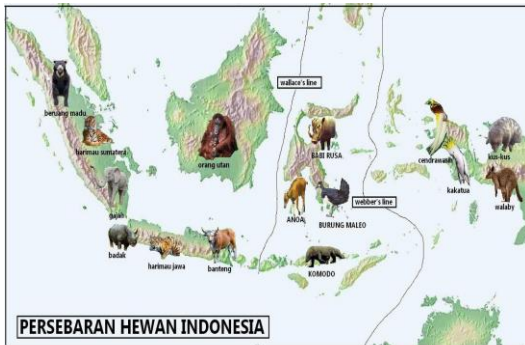 wallace's line
beruang madu
harimau sumatera
orang utan
BABI RUSA
cendrawasih
kus-kus
kakatua
gajah
ANOA
BURUNG MALEO
webber's line
walaby
badak
harimau jawa
banteng
KOMODO
PERSEBARAN HEWAN INDONESIA